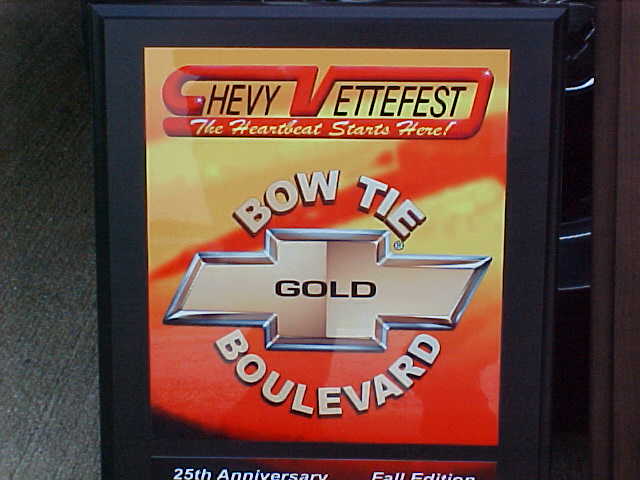 CHEVY VETTEFEST
The Heartbeat Starts Here!
BOW TIE
®
GOLD
BOULEVARD
25th Anniversary Fall Edition